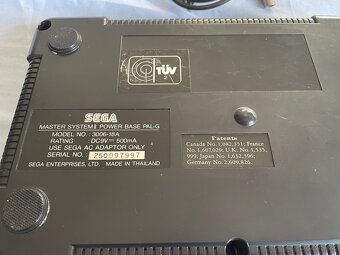 TÜV
SEGA
MASTER SYSTEM II POWER BASE PAL-G
MODEL NO. : 3006-18A
RATING : DC9V⎓500mA
USE SEGA AC ADAPTOR ONLY
SERIAL NO. 250097997
SEGA ENTERPRISES, LTD. MADE IN THAILAND
Patents
Canada No. 1,082,351; France
No. 1,607,029; U.K. No. 1,535,
999; Japan No. 1,632,396;
Germany No. 2,609,826.